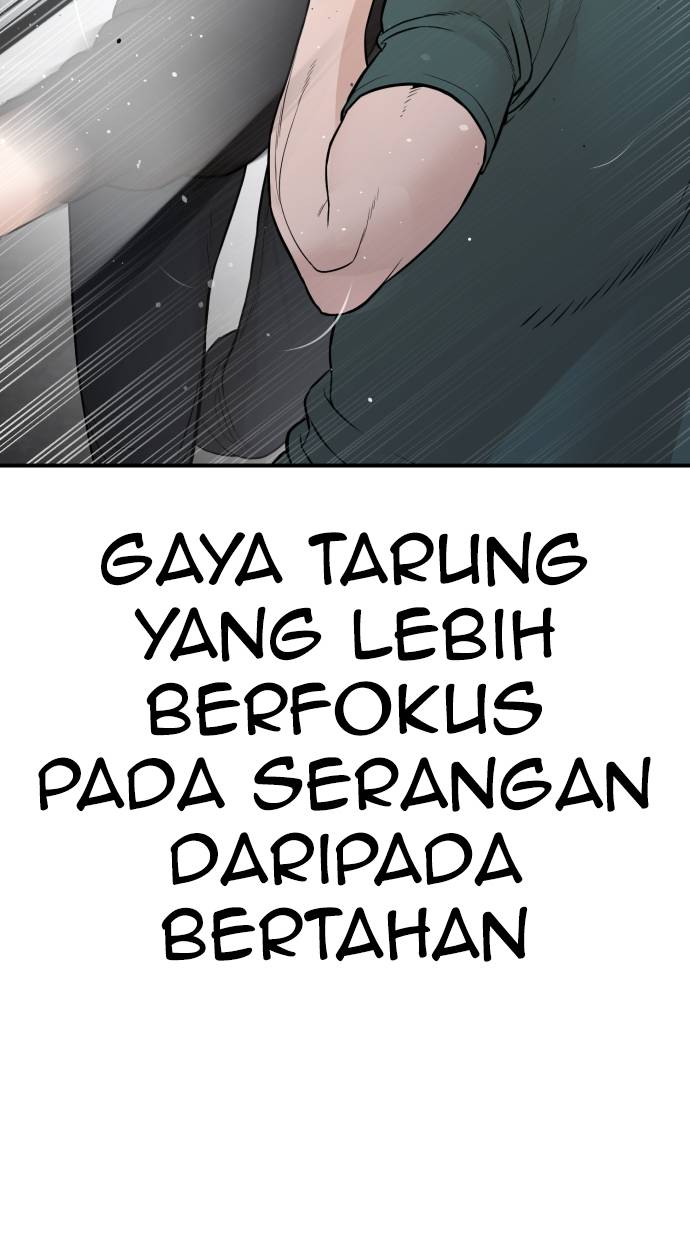 GAYA TARUNG
YANG LEBIH
BERFOKUS
PADA SERANGAN
DARIPADA
BERTAHAN